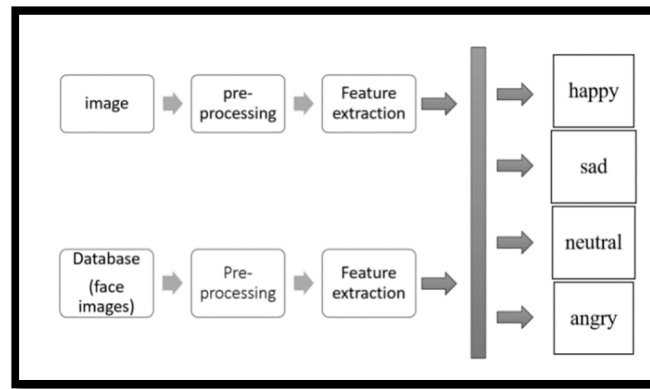 image
pre-
processing
Feature
extraction
happy
sad
Database
(face
images)
Pre-
processing
Feature
extraction
neutral
angry